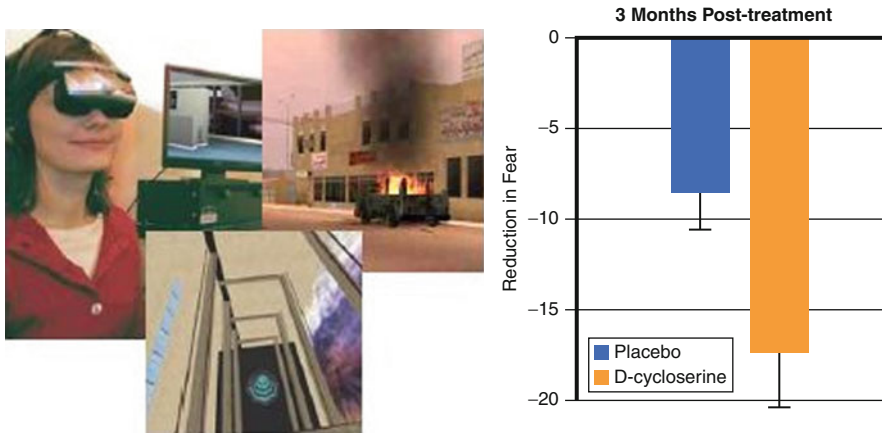 3 Months Post-treatment
0
–5
–10
–15
–20
Reduction in Fear
Placebo
D-cycloserine